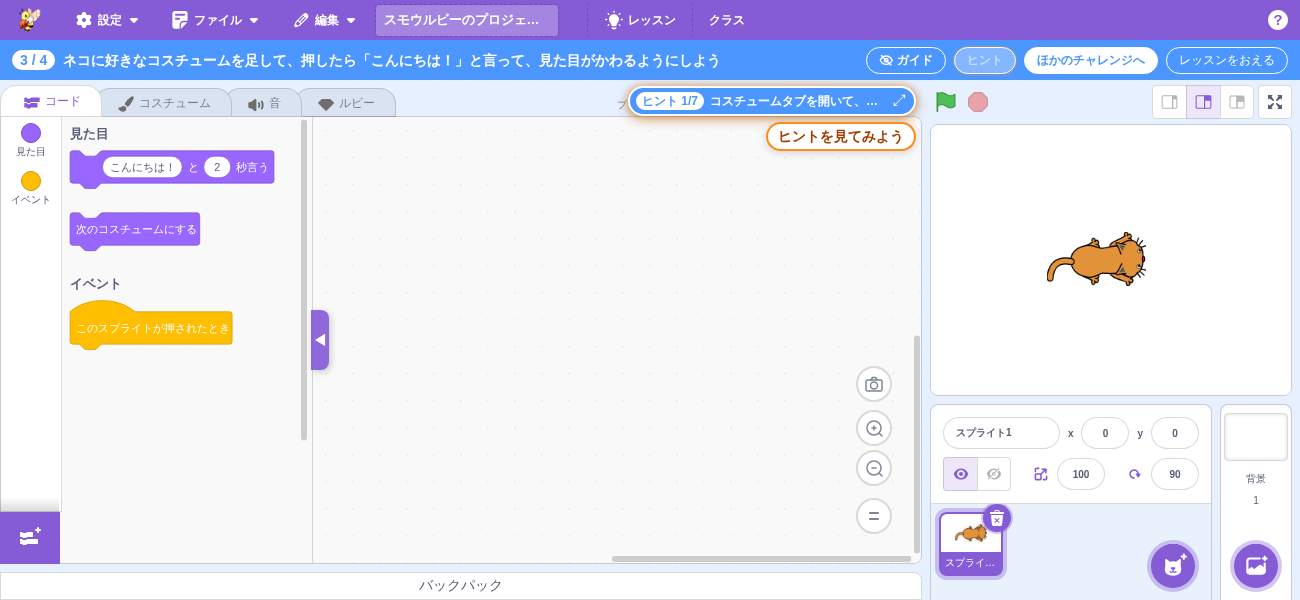 設定
ファイル
編集
スモウルビーのプロジェ…
レッスン
クラス
?
3 / 4
ネコに好きなコスチュームを足して、押したら「こんにちは！」と言って、見た目がかわるようにしよう
ガイド
ヒント
ほかのチャレンジへ
レッスンをおえる
コード
コスチューム
音
ルビー
ヒント 1/7
コスチュームタブを開いて、…
ヒントを見てみよう
見た目
イベント
見た目
こんにちは！ と 2 秒言う
次のコスチュームにする
イベント
このスプライトが押されたとき
スプライト1
x
0
y
0
100
90
スプライ…
背景
1
バックパック